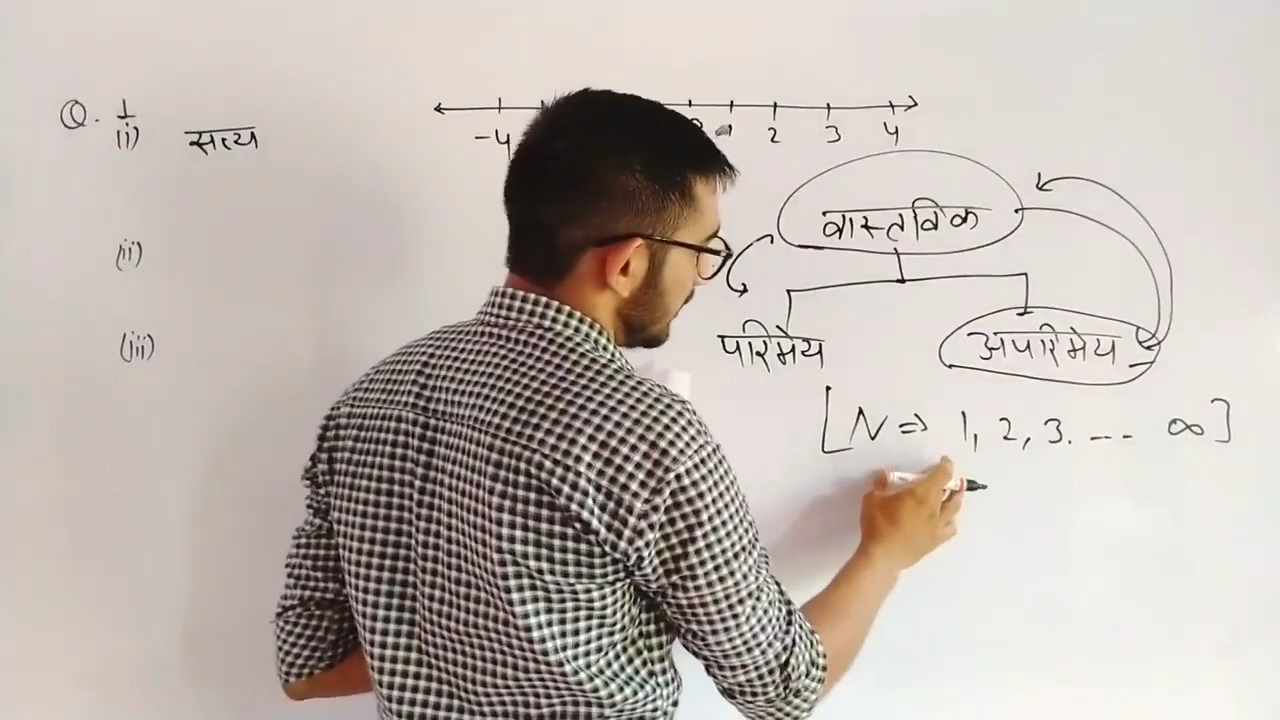 Q. 1
(i) सत्य
-4 2 3 4
वास्तविक
(ii)
परिमेय अपरिमेय
(iii)
[N => 1, 2, 3. --- ∞]